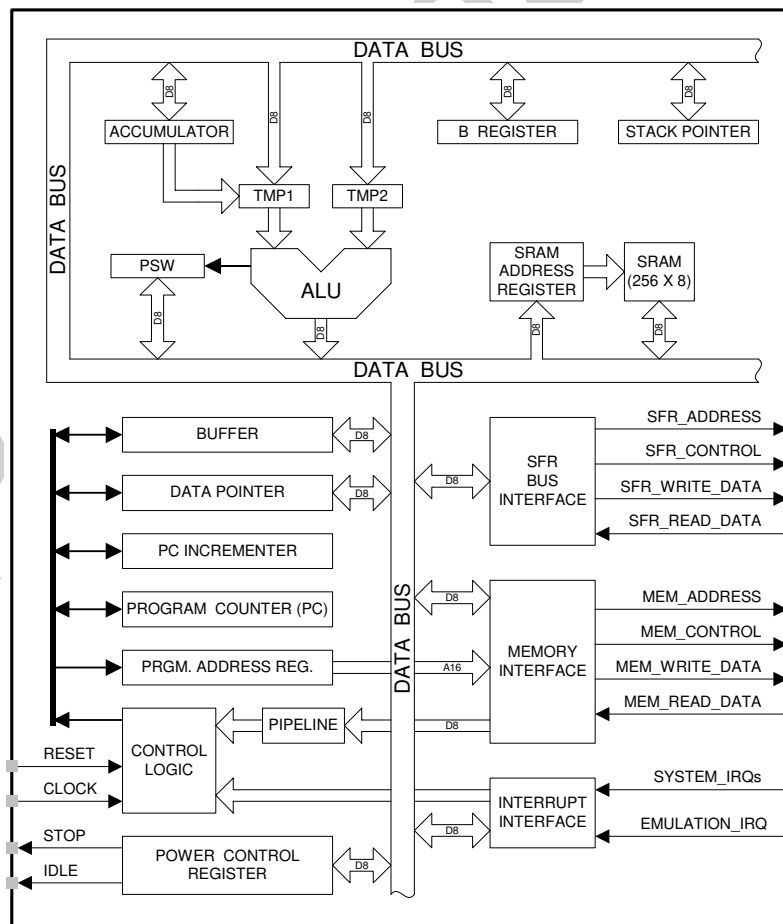 DATA BUS
D8
D8
D8
D8
D8
ACCUMULATOR
B REGISTER
STACK POINTER
DATA BUS
TMP1
TMP2
PSW
ALU
SRAM
ADDRESS
REGISTER
SRAM
(256 X 8)
D8
D8
D8
D8
DATA BUS
BUFFER
D8
DATA POINTER
D8
PC INCREMENTER
PROGRAM COUNTER (PC)
PRGM. ADDRESS REG.
A16
DATA BUS
D8
SFR
BUS
INTERFACE
SFR_ADDRESS
SFR_CONTROL
SFR_WRITE_DATA
SFR_READ_DATA
D8
MEMORY
INTERFACE
MEM_ADDRESS
MEM_CONTROL
MEM_WRITE_DATA
MEM_READ_DATA
PIPELINE
D8
CONTROL
LOGIC
RESET
CLOCK
INTERRUPT
INTERFACE
SYSTEM_IRQs
EMULATION_IRQ
D8
STOP
IDLE
POWER CONTROL
REGISTER
D8